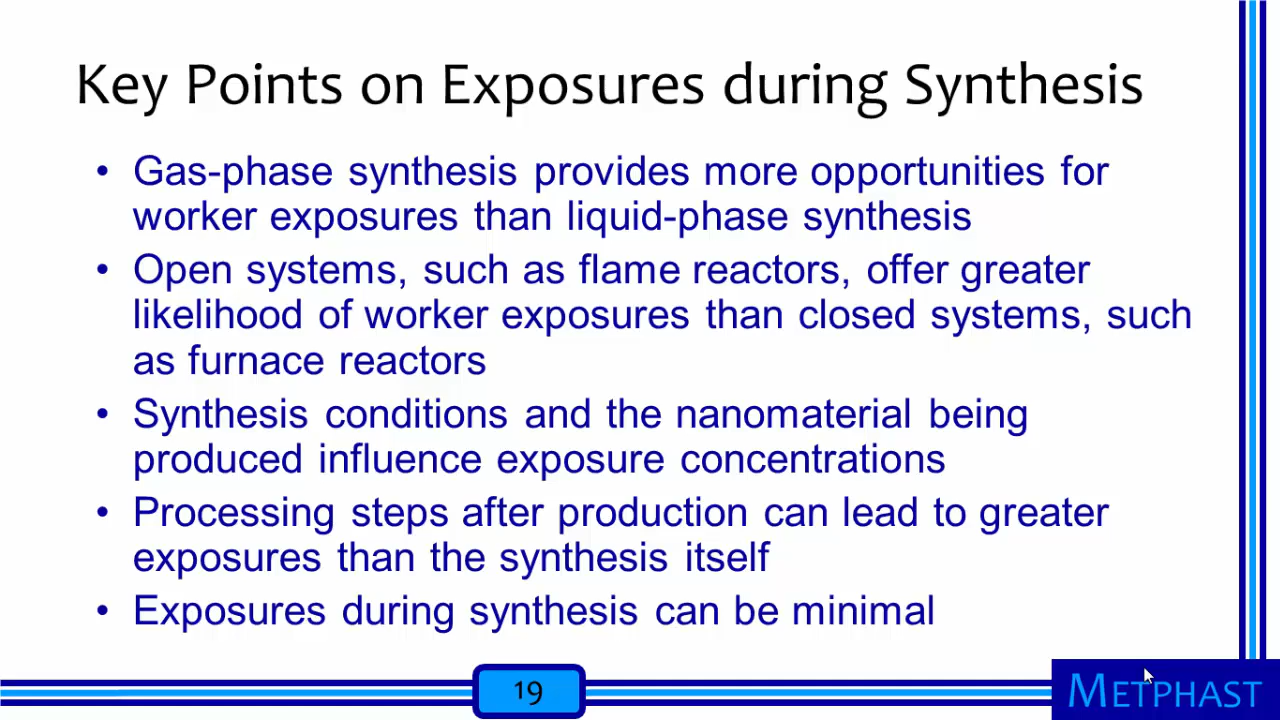 Key Points on Exposures during Synthesis
• Gas-phase synthesis provides more opportunities for
worker exposures than liquid-phase synthesis
• Open systems, such as flame reactors, offer greater
likelihood of worker exposures than closed systems, such
as furnace reactors
• Synthesis conditions and the nanomaterial being
produced influence exposure concentrations
• Processing steps after production can lead to greater
exposures than the synthesis itself
• Exposures during synthesis can be minimal
19
METPHAST